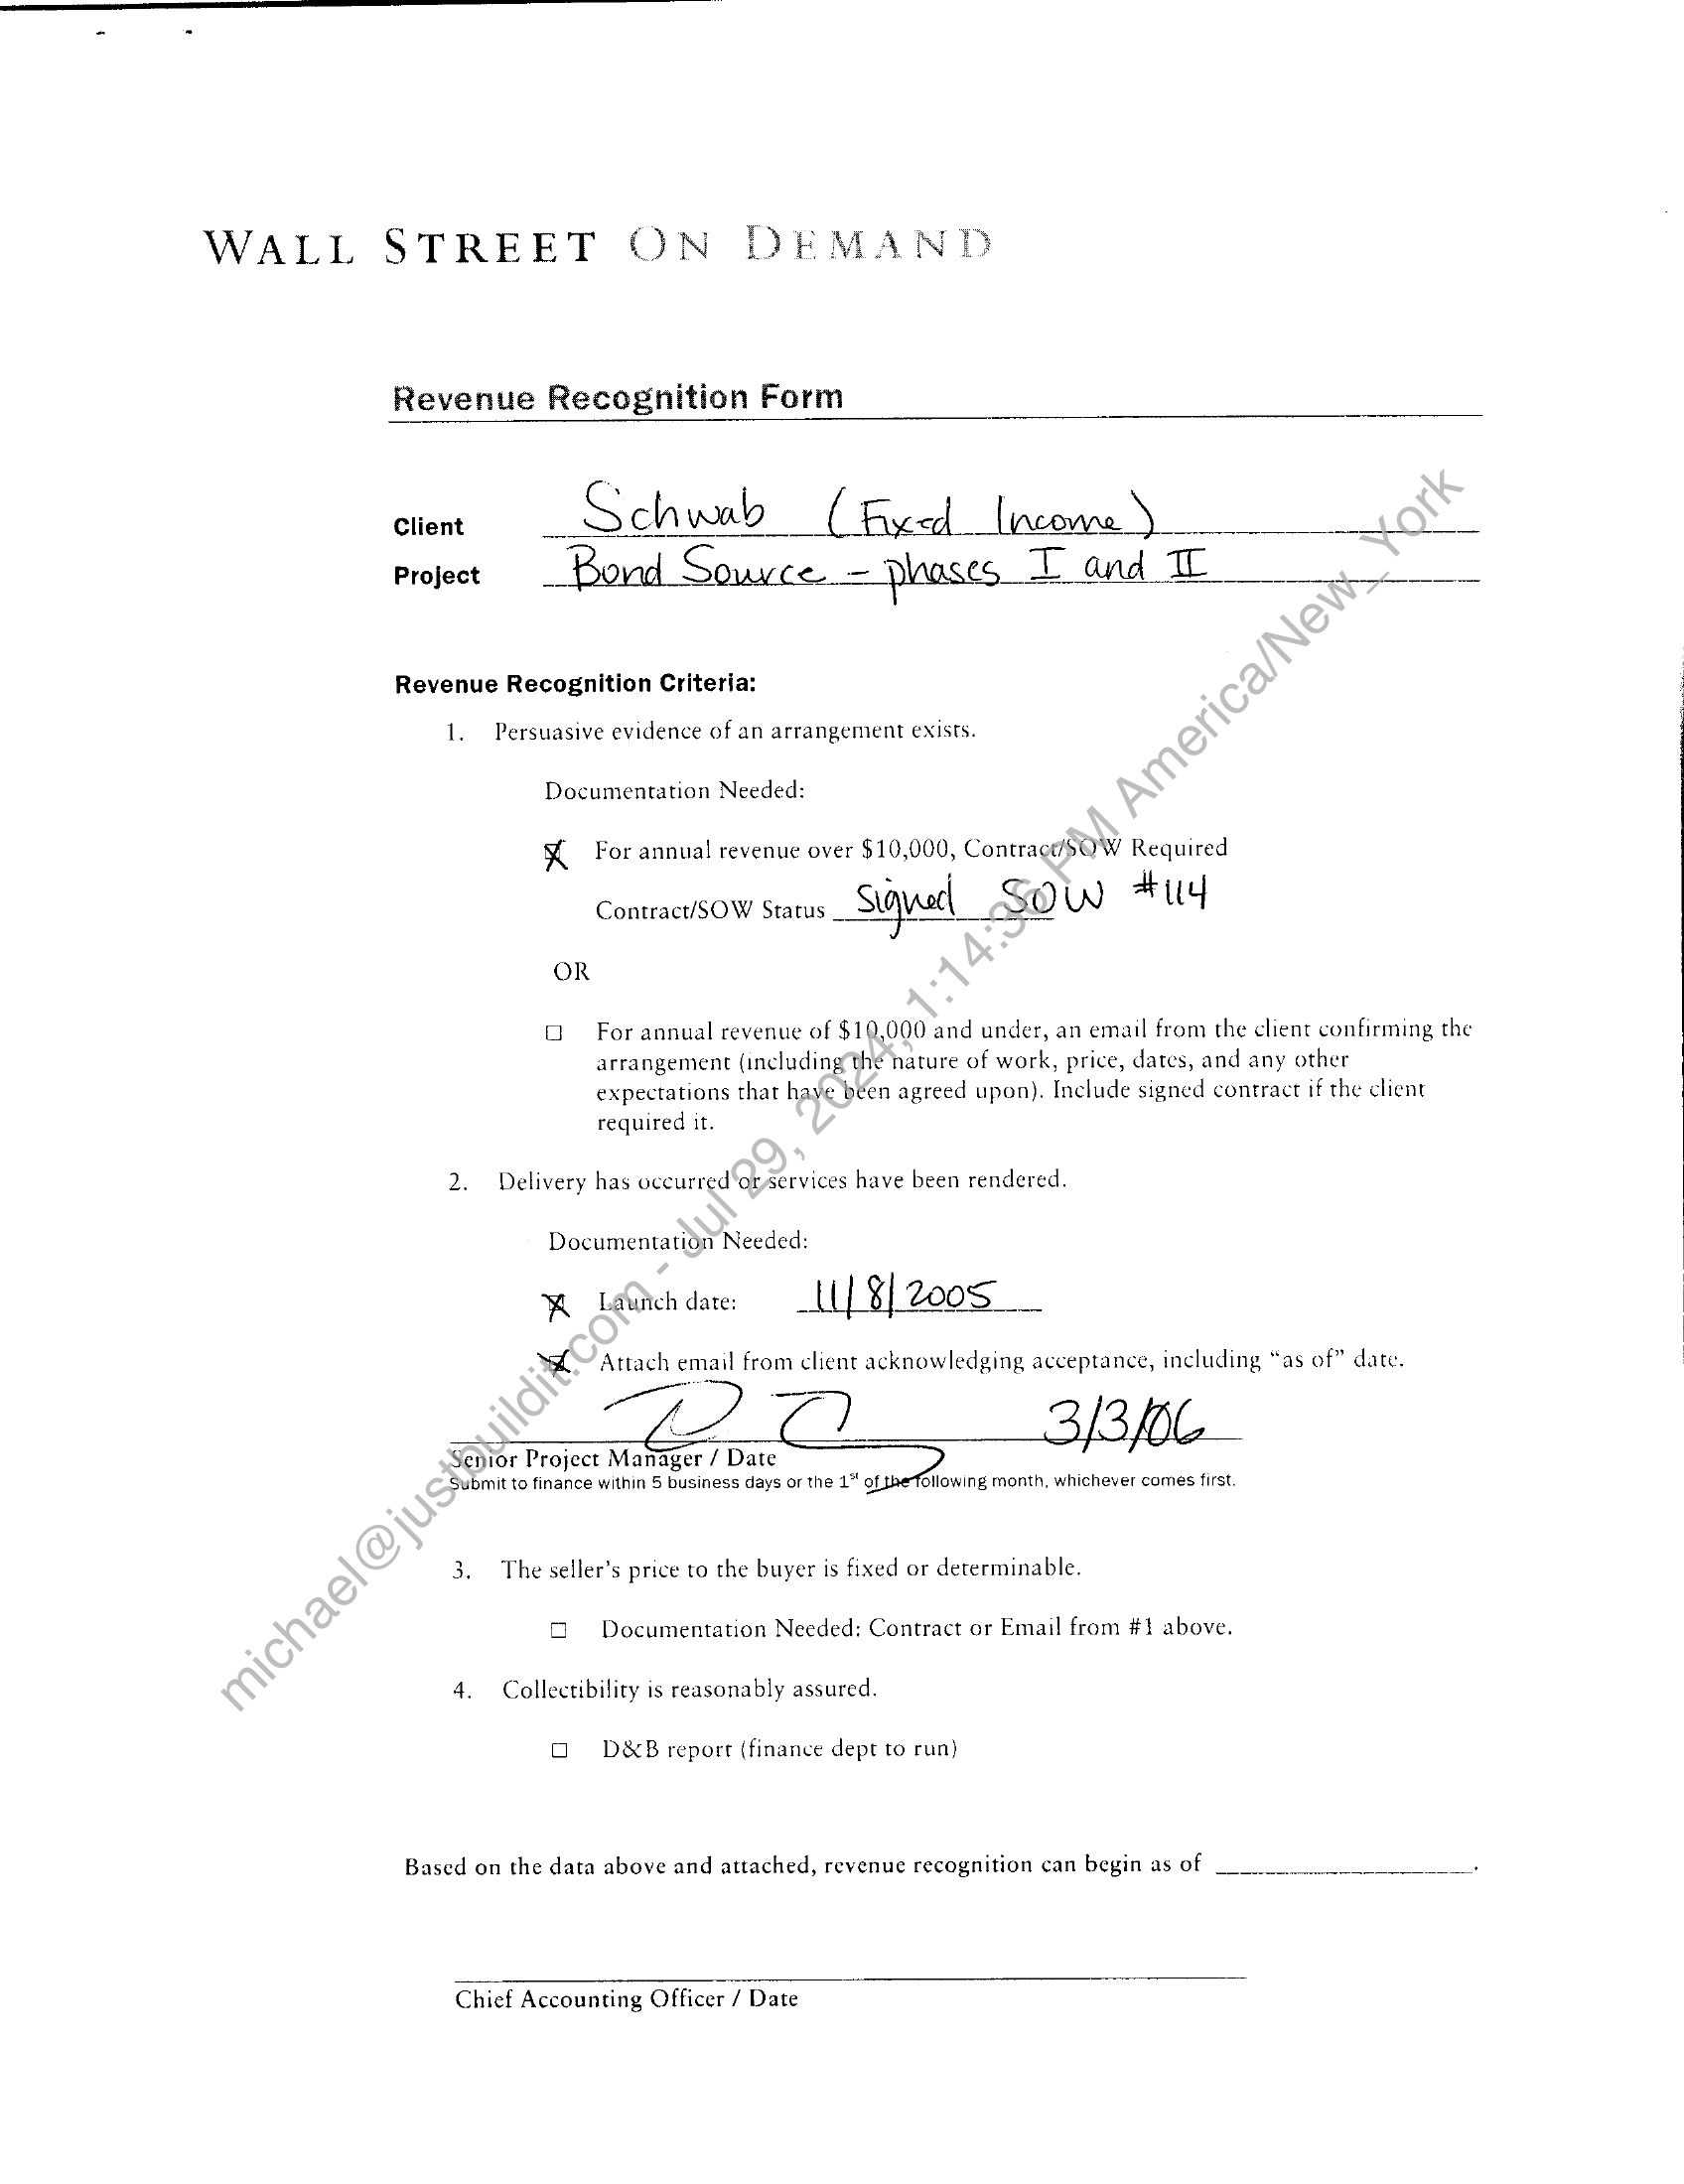 WALL STREET ON DEMAND
Revenue Recognition Form
Client Schwab (Fixed Income)
Project Bond Source - phases I and II
Revenue Recognition Criteria:
1. Persuasive evidence of an arrangement exists.
Documentation Needed:
For annual revenue over $10,000, Contract/SOW Required
Contract/SOW Status Signed SOW #114
OR
For annual revenue of $10,000 and under, an email from the client confirming the
arrangement (including the nature of work, price, dates, and any other
expectations that have been agreed upon). Include signed contract if the client
required it.
2. Delivery has occurred or services have been rendered.
Documentation Needed:
Launch date: 11/8/2005
Attach email from client acknowledging acceptance, including “as of” date.
3/3/06
Senior Project Manager / Date
Submit to finance within 5 business days or the 1st of the following month, whichever comes first.
3. The seller's price to the buyer is fixed or determinable.
Documentation Needed: Contract or Email from #1 above.
4. Collectibility is reasonably assured.
D&B report (finance dept to run)
Based on the data above and attached, revenue recognition can begin as of .
Chief Accounting Officer / Date
michael@justbuildit.com - Jul 29, 2024, 1:14:36 PM America/New_York